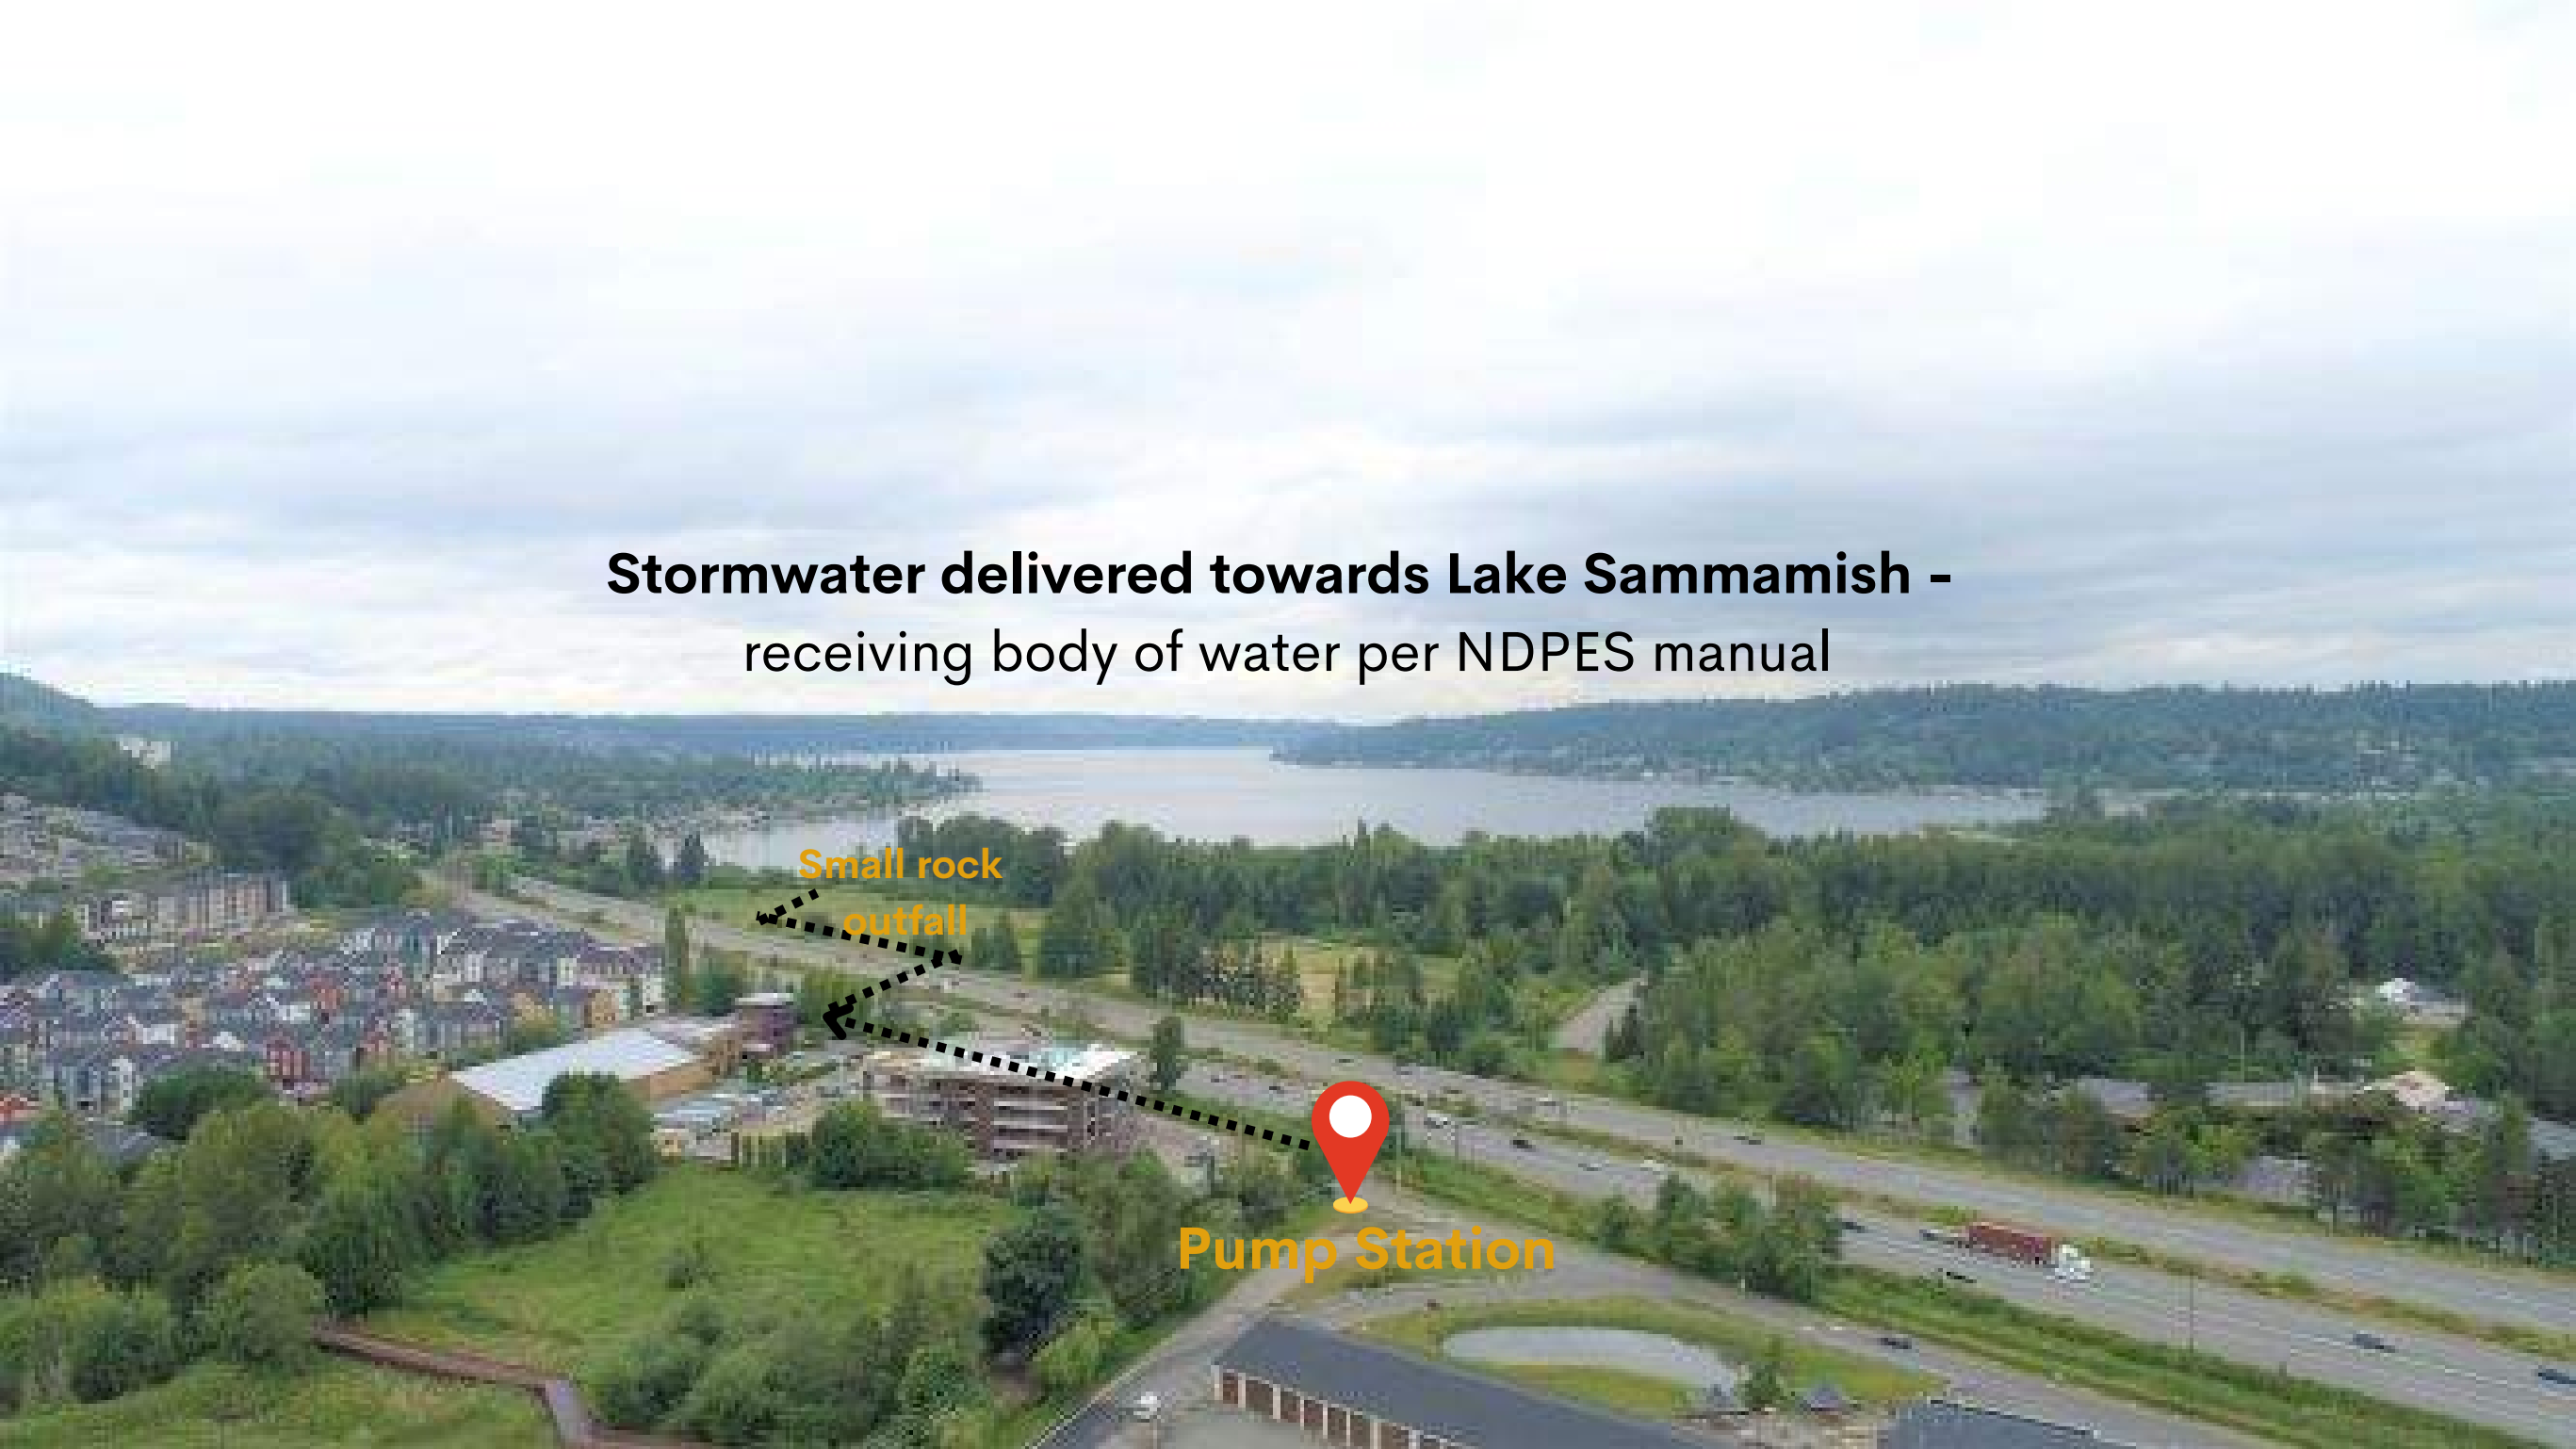 Stormwater delivered towards Lake Sammamish -
receiving body of water per NDPES manual
Small rock
outfall
Pump Station